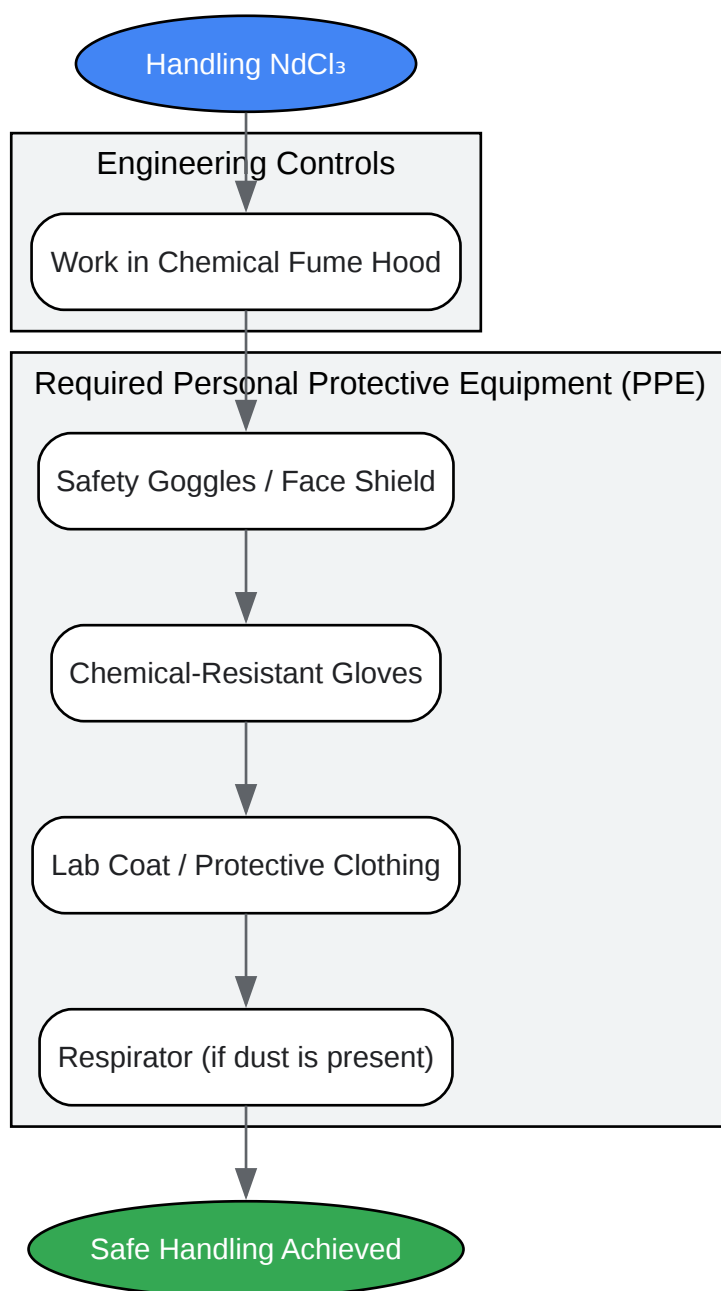 Handling NdCl₃
Engineering Controls
Work in Chemical Fume Hood
Required Personal Protective Equipment (PPE)
Safety Goggles / Face Shield
Chemical-Resistant Gloves
Lab Coat / Protective Clothing
Respirator (if dust is present)
Safe Handling Achieved